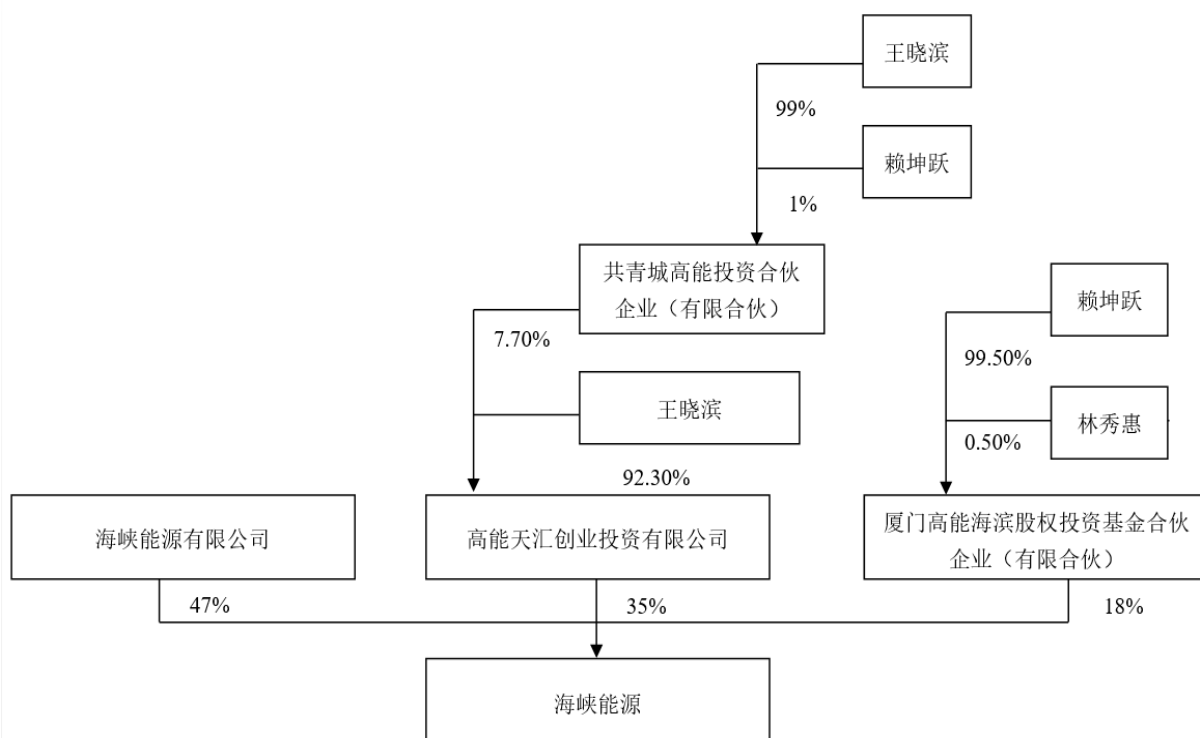 王晓滨
99%
赖坤跃
1%
共青城高能投资合伙
企业（有限合伙）
7.70%
王晓滨
92.30%
赖坤跃
99.50%
林秀惠
0.50%
海峡能源有限公司
高能天汇创业投资有限公司
厦门高能海滨股权投资基金合伙
企业（有限合伙）
47%
35%
18%
海峡能源